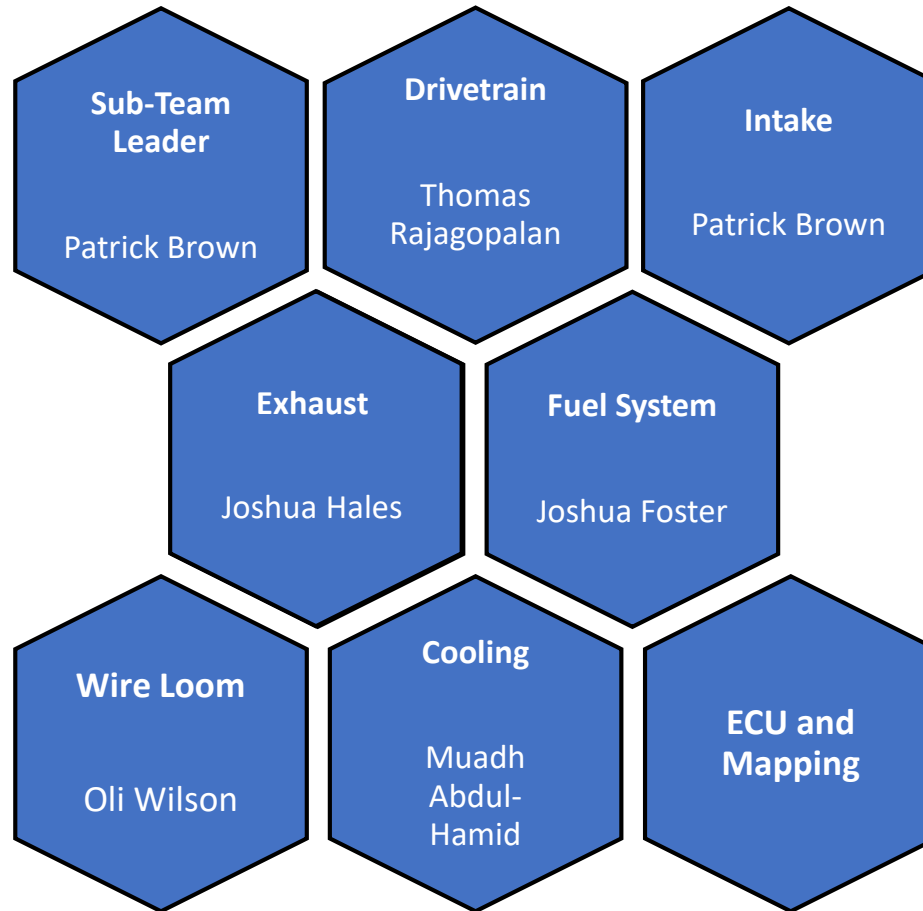 Sub-Team
Leader
Patrick Brown
Drivetrain
Thomas
Rajagopalan
Intake
Patrick Brown
Exhaust
Joshua Hales
Fuel System
Joshua Foster
Wire Loom
Oli Wilson
Cooling
Muadh
Abdul-
Hamid
ECU and
Mapping